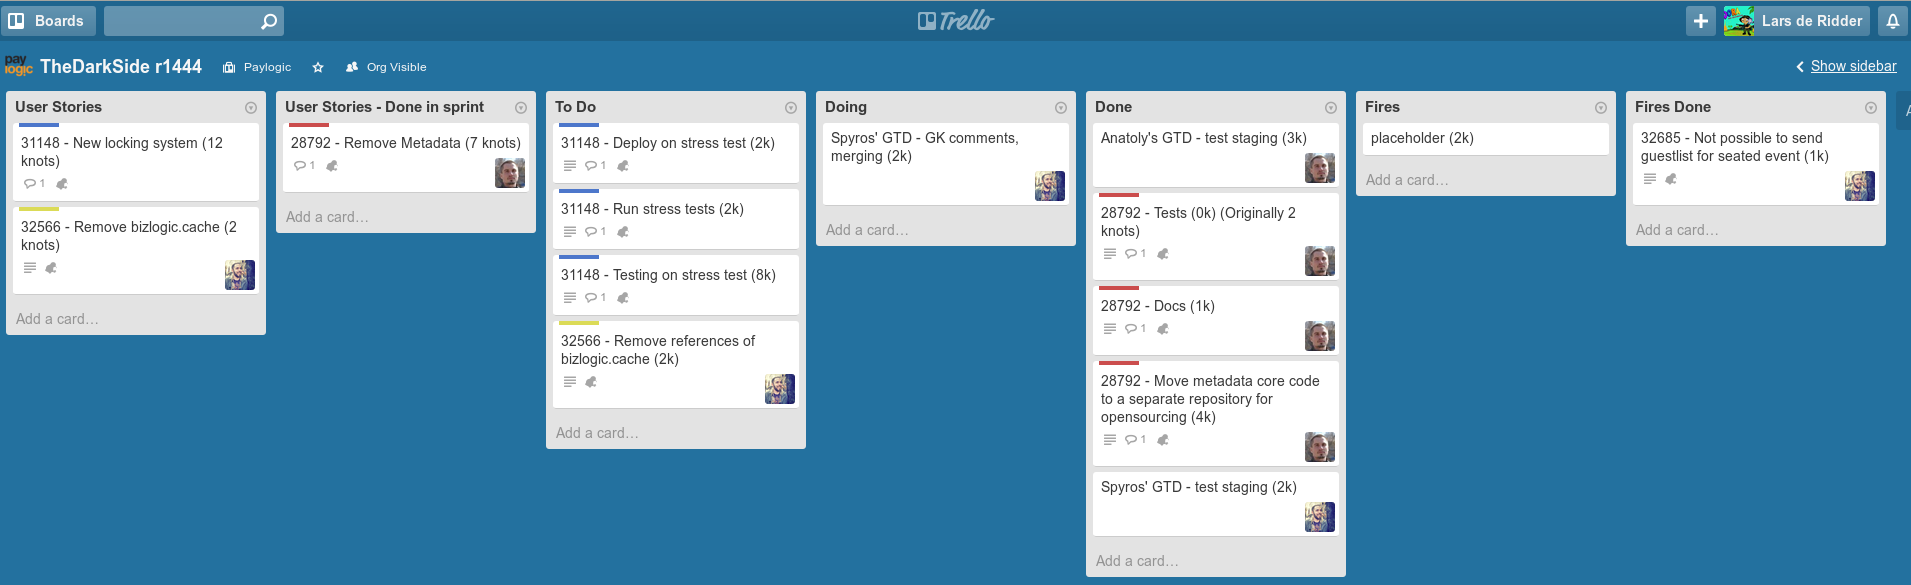 Boards
Trello
Lars de Ridder
pay
logic
TheDarkSide r1444
Paylogic
Org Visible
Show sidebar
User Stories
31148 - New locking system (12
knots)
1
32566 - Remove bizlogic.cache (2
knots)
Add a card…
User Stories - Done in sprint
28792 - Remove Metadata (7 knots)
1
Add a card…
To Do
31148 - Deploy on stress test (2k)
1
31148 - Run stress tests (2k)
1
31148 - Testing on stress test (8k)
1
32566 - Remove references of
bizlogic.cache (2k)
Add a card…
Doing
Spyros' GTD - GK comments,
merging (2k)
Add a card…
Done
Anatoly's GTD - test staging (3k)
28792 - Tests (0k) (Originally 2
knots)
1
28792 - Docs (1k)
1
28792 - Move metadata core code
to a separate repository for
opensourcing (4k)
1
Spyros' GTD - test staging (2k)
Add a card…
Fires
placeholder (2k)
Add a card…
Fires Done
32685 - Not possible to send
guestlist for seated event (1k)
Add a card…